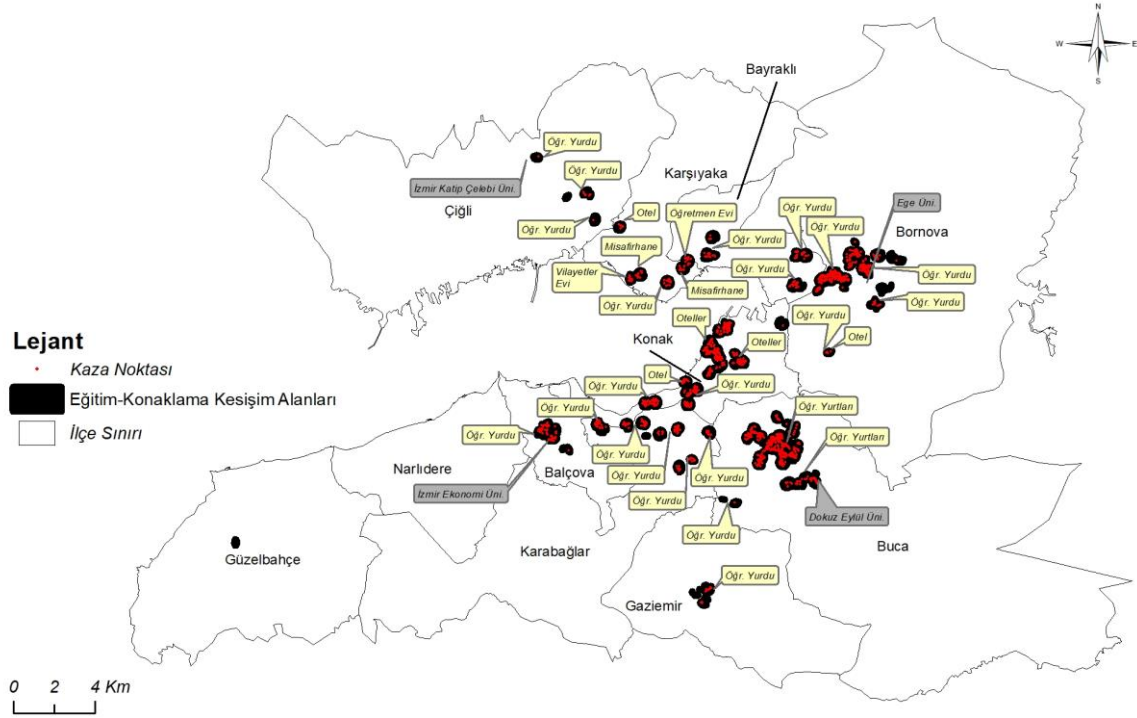 N
W
E
S
Bayraklı
Öğr. Yurdu
Öğr. Yurdu
İzmir Katip Çelebi Üni.
Çiğli
Karşıyaka
Öğr. Yurdu
Otel
Öğretmen Evi
Öğr. Yurdu
Öğr. Yurdu
Ege Üni.
Bornova
Misafirhane
Öğr. Yurdu
Vilayetler
Evi
Öğr. Yurdu
Öğr. Yurdu
Öğr. Yurdu
Misafirhane
Öğr. Yurdu
Oteller
Öğr. Yurdu
Otel
Konak
Oteller
Lejant
Kaza Noktası
Eğitim-Konaklama Kesişim Alanları
İlçe Sınırı
Otel
Öğr. Yurdu
Öğr. Yurdu
Öğr. Yurdu
Öğr. Yurtları
Öğr. Yurdu
Öğr. Yurtları
Öğr. Yurdu
Narlıdere
Balçova
Öğr. Yurdu
Öğr. Yurdu
İzmir Ekonomi Üni.
Öğr. Yurdu
Dokuz Eylül Üni.
Öğr. Yurdu
Buca
Karabağlar
Güzelbahçe
Öğr. Yurdu
Gaziemir
0 2 4 Km